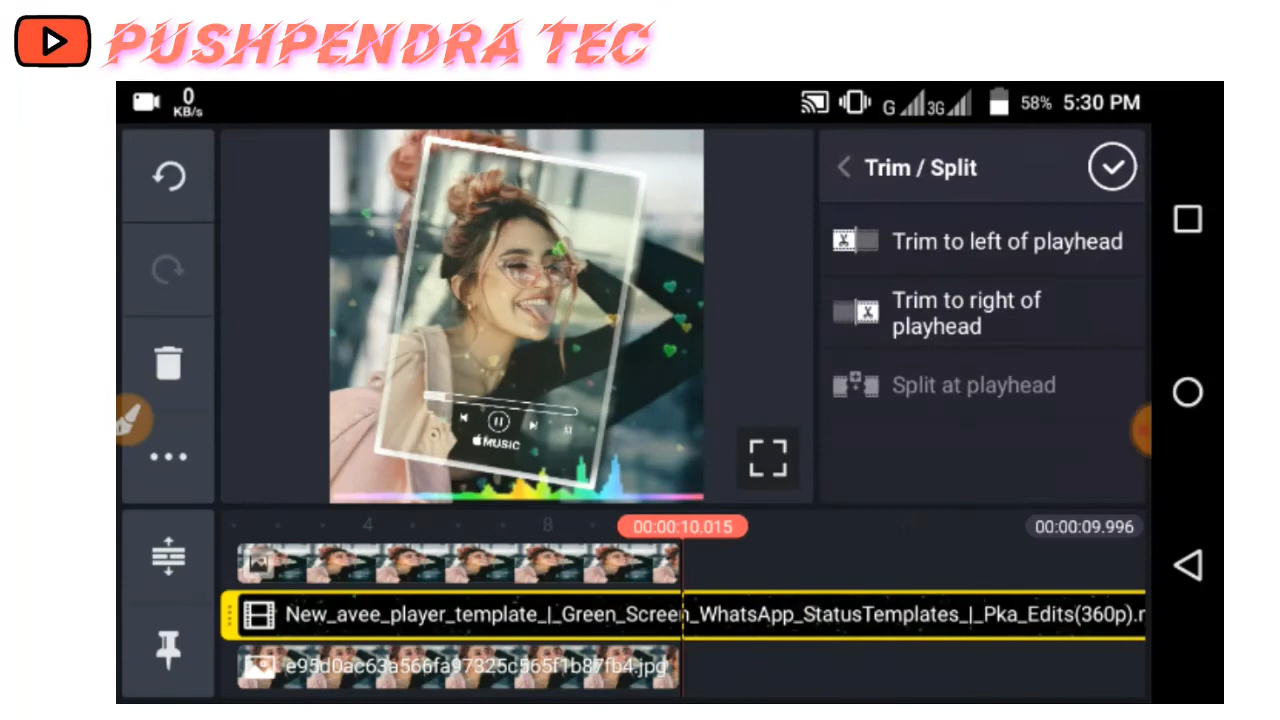 PUSHPENDRA TEC
0
KB/s
G
3G
58%
5:30 PM
Trim / Split
Trim to left of playhead
Trim to right of
playhead
Split at playhead
MUSIC
4
8
00:00:10.015
00:00:09.996
New_avee_player_template_|_Green_Screen_WhatsApp_StatusTemplates_|_Pka_Edits(360p).r
e95d0ac63a566fa97325c565f1b87fb4.jpg